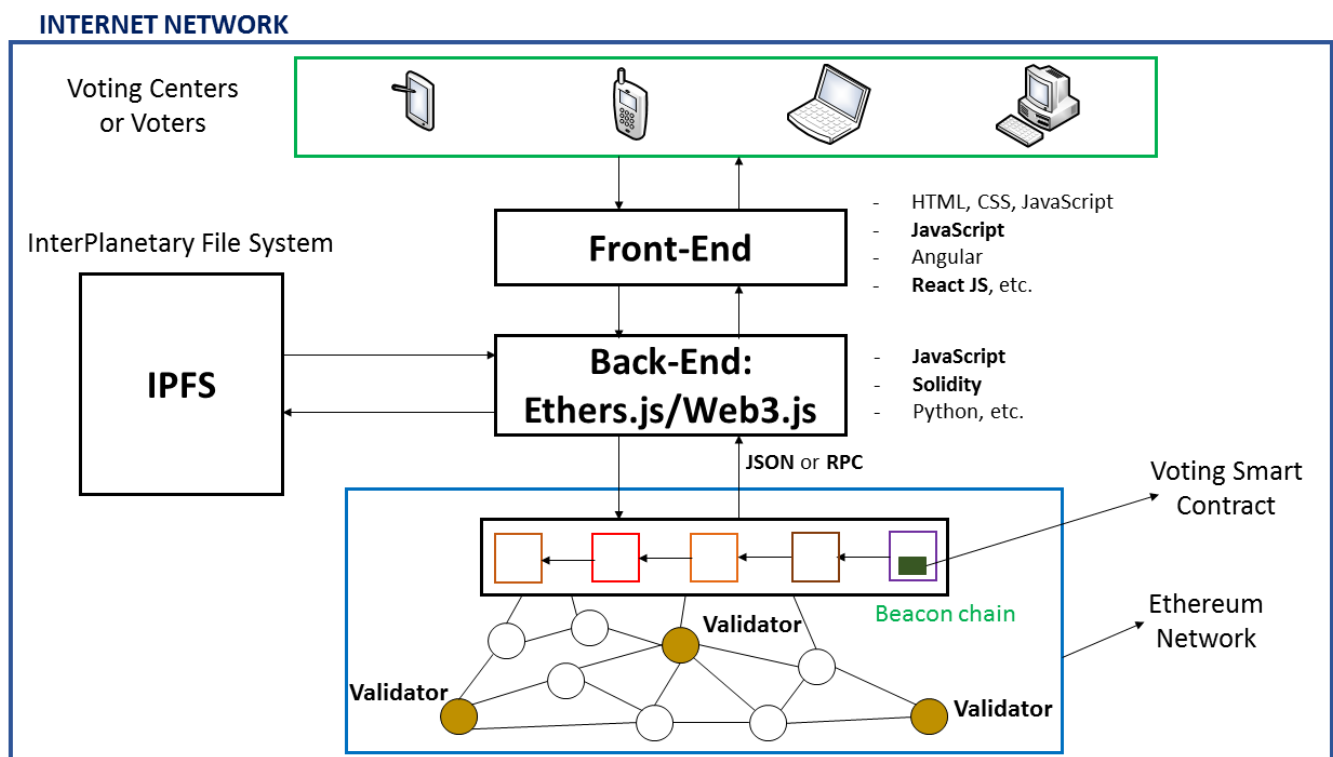 INTERNET NETWORK
Voting Centers
or Voters
- HTML, CSS, JavaScript
- JavaScript
- Angular
- React JS, etc.
Front-End
InterPlanetary File System
IPFS
Back-End:
Ethers.js/Web3.js
- JavaScript
- Solidity
- Python, etc.
JSON or RPC
Voting Smart
Contract
Beacon chain
Ethereum
Network
Validator
Validator
Validator